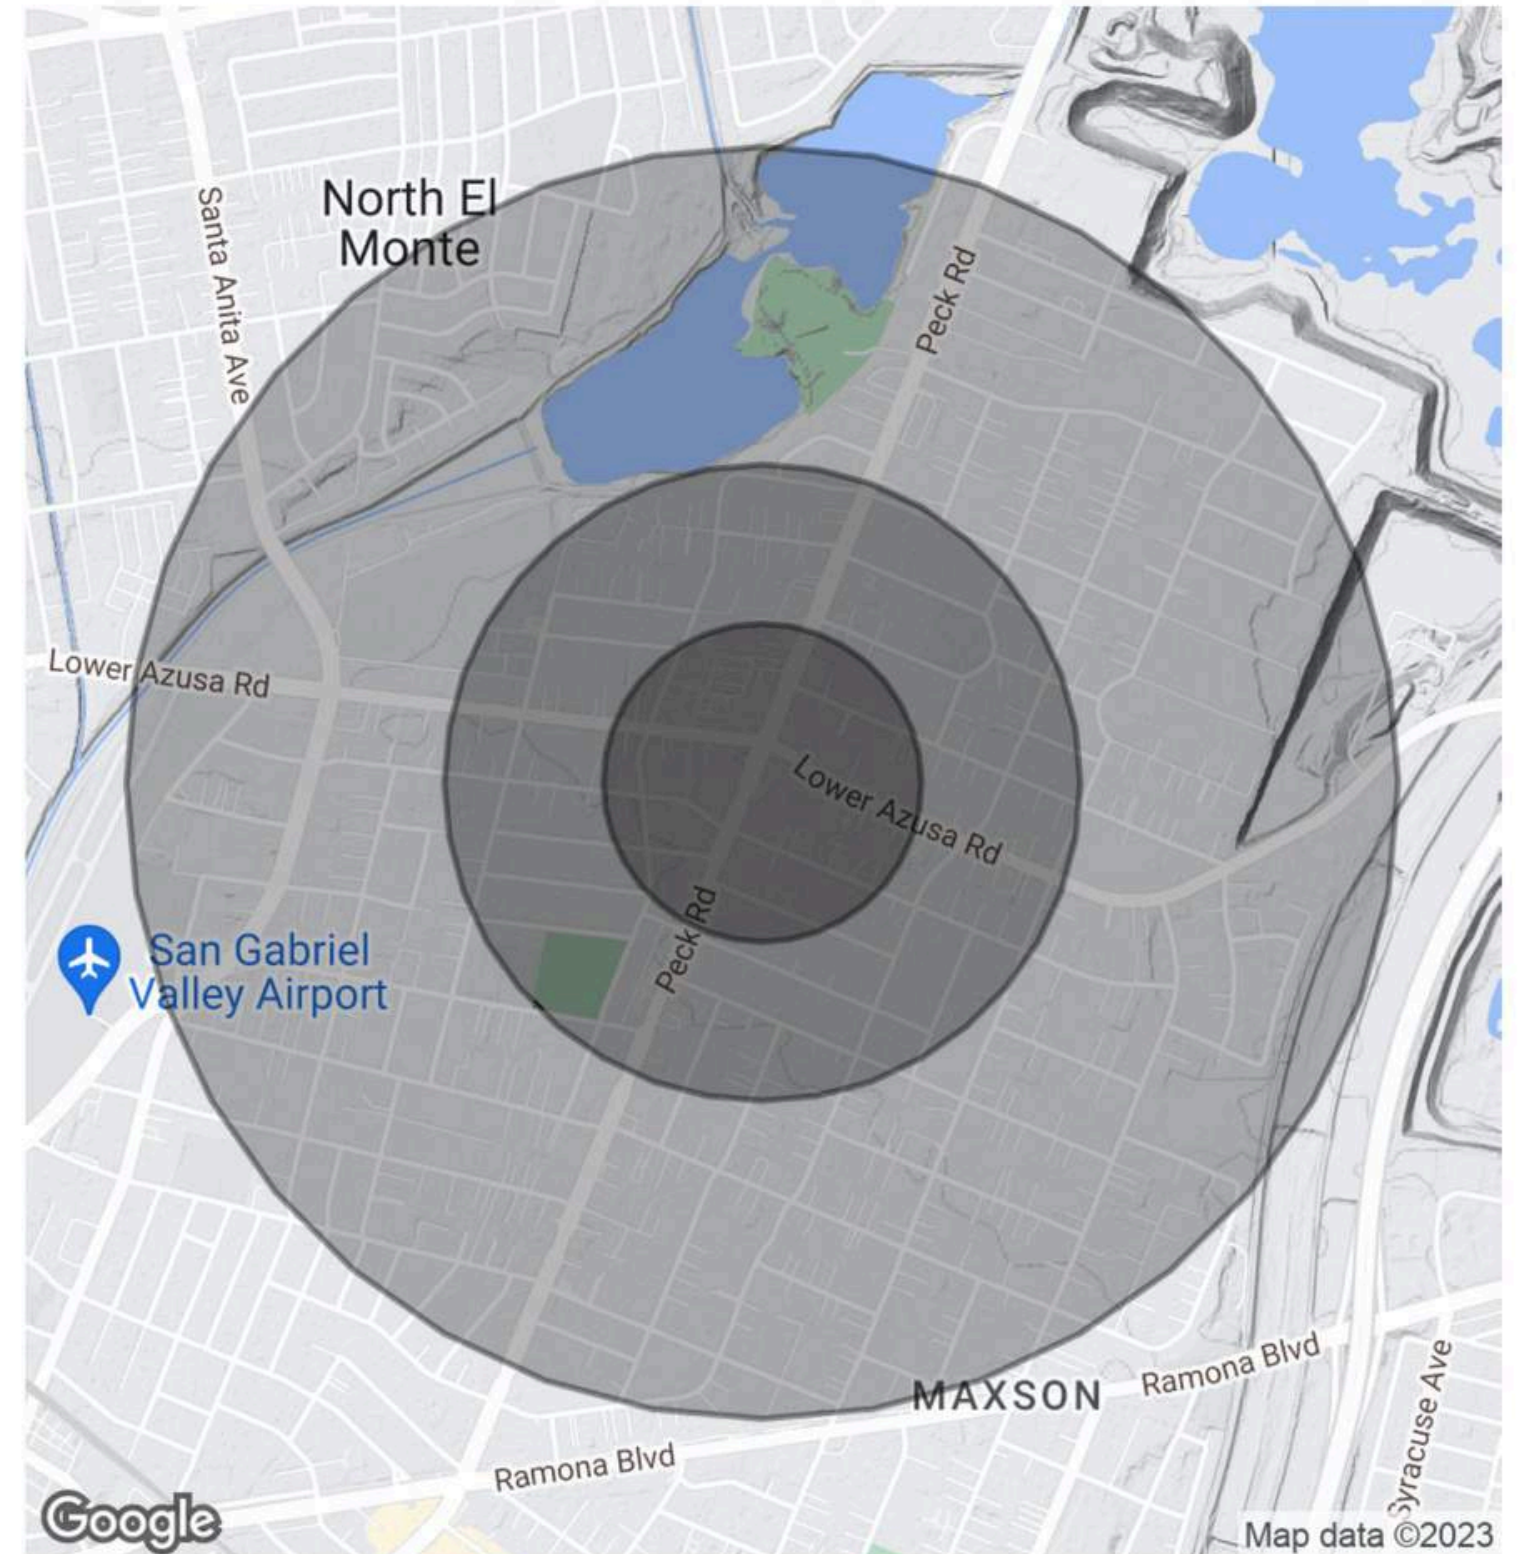 North El
Monte
Santa Anita Ave
Peck Rd
Lower Azusa Rd
Lower Azusa Rd
Peck Rd
San Gabriel
Valley Airport
MAXSON
Ramona Blvd
Ramona Blvd
Syracuse Ave
Google
Map data ©2023